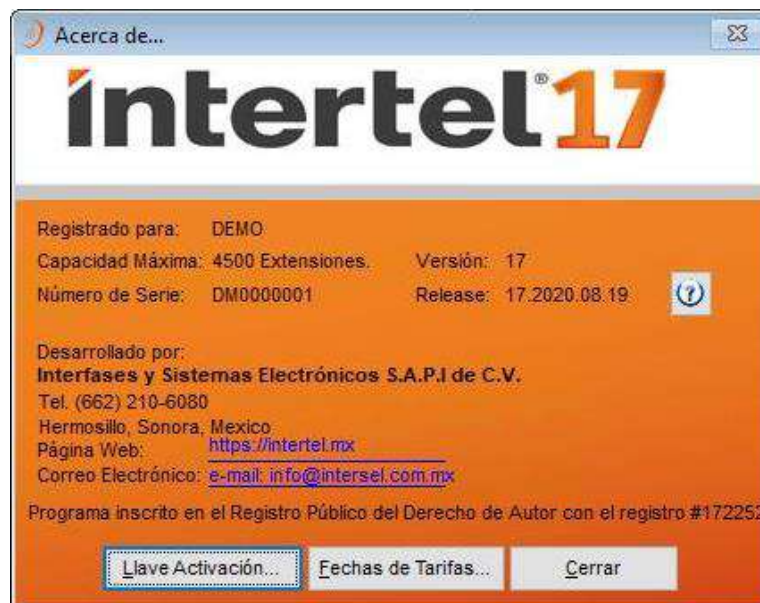 Acerca de...
íntertel®17
Registrado para: DEMO
Capacidad Máxima: 4500 Extensiones. Versión: 17
Número de Serie: DM0000001 Release: 17.2020.08.19
Desarrollado por:
Interfases y Sistemas Electrónicos S.A.P.I de C.V.
Tel. (662) 210-6080
Hermosillo, Sonora, Mexico
Página Web: https://intertel.mx
Correo Electrónico: e-mail: info@intersel.com.mx
Programa inscrito en el Registro Público del Derecho de Autor con el registro #172252
Llave Activación... Fechas de Tarifas... Cerrar